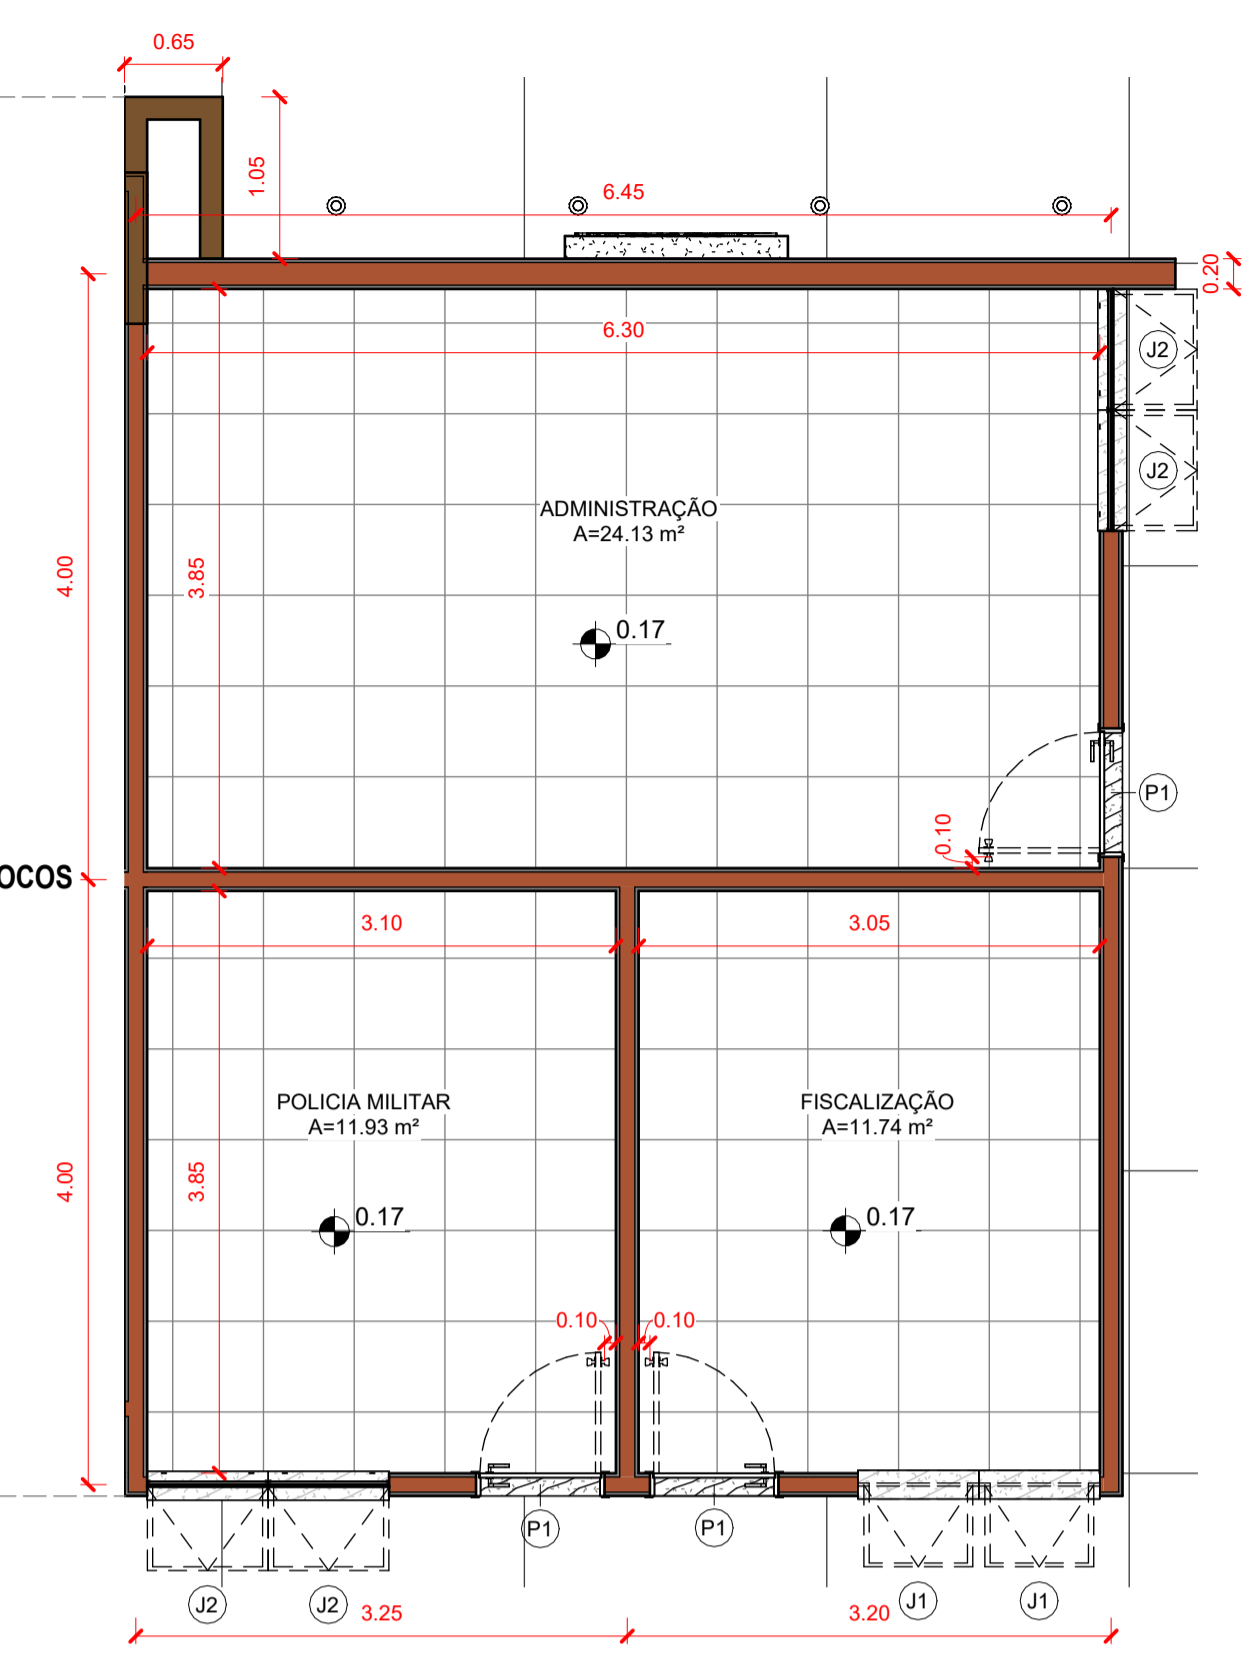 0.65
1.05
6.45
0.20
6.30
J2
J2
ADMINISTRAÇÃO
A=24.13 m²
4.00
3.85
0.17
P1
0.10
OCOS
3.10
3.05
POLICIA MILITAR
A=11.93 m²
FISCALIZAÇÃO
A=11.74 m²
4.00
3.85
0.17
0.17
0.10
0.10
P1
P1
J2
J2
J1
J1
3.25
3.20